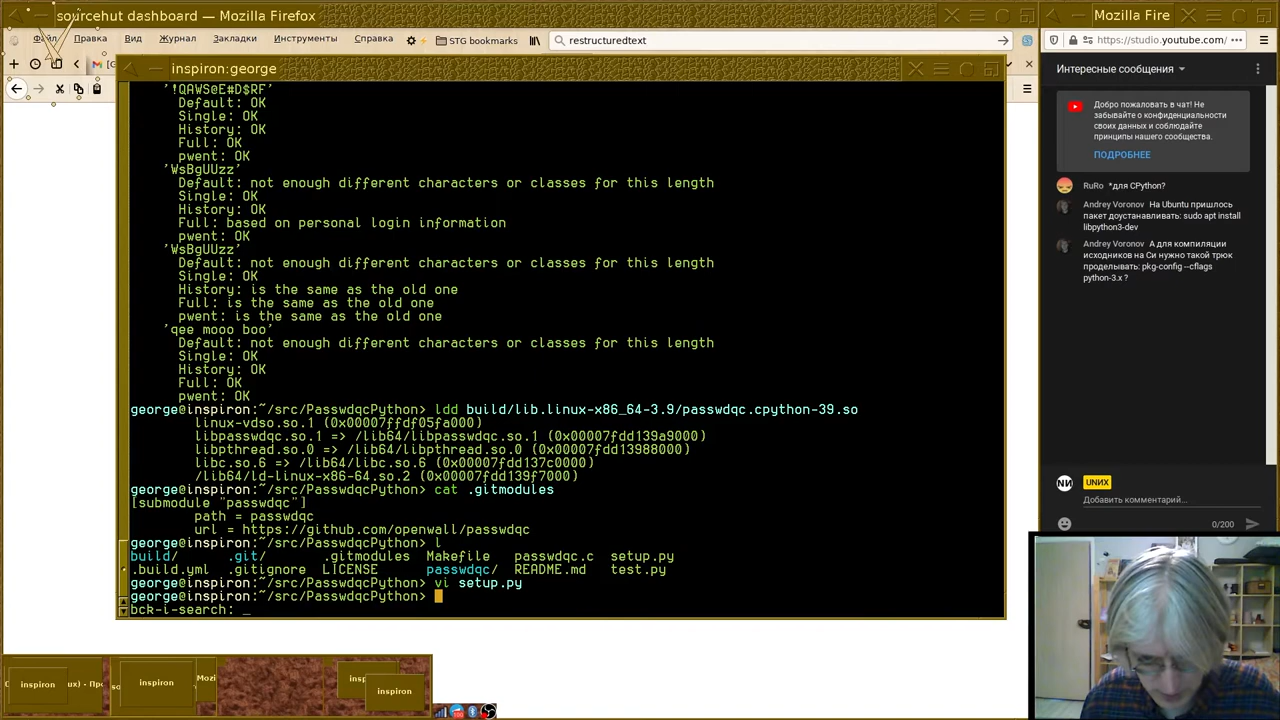 sourcehut dashboard — Mozilla Firefox
Файл Правка Вид Журнал Закладки Инструменты Справка STG bookmarks restructuredtext
inspiron:george
'!QAWS@E#D$RF'
Default: OK
Single: OK
History: OK
Full: OK
pwent: OK
'WsBgUUzz'
Default: not enough different characters or classes for this length
Single: OK
History: OK
Full: based on personal login information
pwent: OK
'WsBgUUzz'
Default: not enough different characters or classes for this length
Single: OK
History: is the same as the old one
Full: is the same as the old one
pwent: is the same as the old one
'qee mooo boo'
Default: not enough different characters or classes for this length
Single: OK
History: OK
Full: OK
pwent: OK
george@inspiron:~/src/PasswdqcPython> ldd build/lib.linux-x86_64-3.9/passwdqc.cpython-39.so
linux-vdso.so.1 (0x00007ffdf05fa000)
libpasswdqc.so.1 => /lib64/libpasswdqc.so.1 (0x00007fdd139a9000)
libpthread.so.0 => /lib64/libpthread.so.0 (0x00007fdd13988000)
libc.so.6 => /lib64/libc.so.6 (0x00007fdd137c0000)
/lib64/ld-linux-x86-64.so.2 (0x00007fdd139f7000)
george@inspiron:~/src/PasswdqcPython> cat .gitmodules
[submodule "passwdqc"]
path = passwdqc
url = https://github.com/openwall/passwdqc
george@inspiron:~/src/PasswdqcPython> l
build/ .git/ .gitmodules Makefile passwdqc.c setup.py
.build.yml .gitignore LICENSE passwdqc/ README.md test.py
george@inspiron:~/src/PasswdqcPython> vi setup.py
george@inspiron:~/src/PasswdqcPython>
bck-i-search: _
Mozilla Fire
https://studio.youtube.com/
Интересные сообщения
Добро пожаловать в чат! Не
забывайте о конфиденциальности
своих данных и соблюдайте
принципы нашего сообщества.
ПОДРОБНЕЕ
RuRo *для CPython?
Andrey Voronov На Ubuntu пришлось
пакет доустанавливать: sudo apt install
libpython3-dev
Andrey Voronov А для компиляции
исходников на Си нужно такой трюк
проделывать: pkg-config --cflags
python-3.x ?
UNИX
Добавить комментарий...
0/200
inspiron
inspiron
inspiron